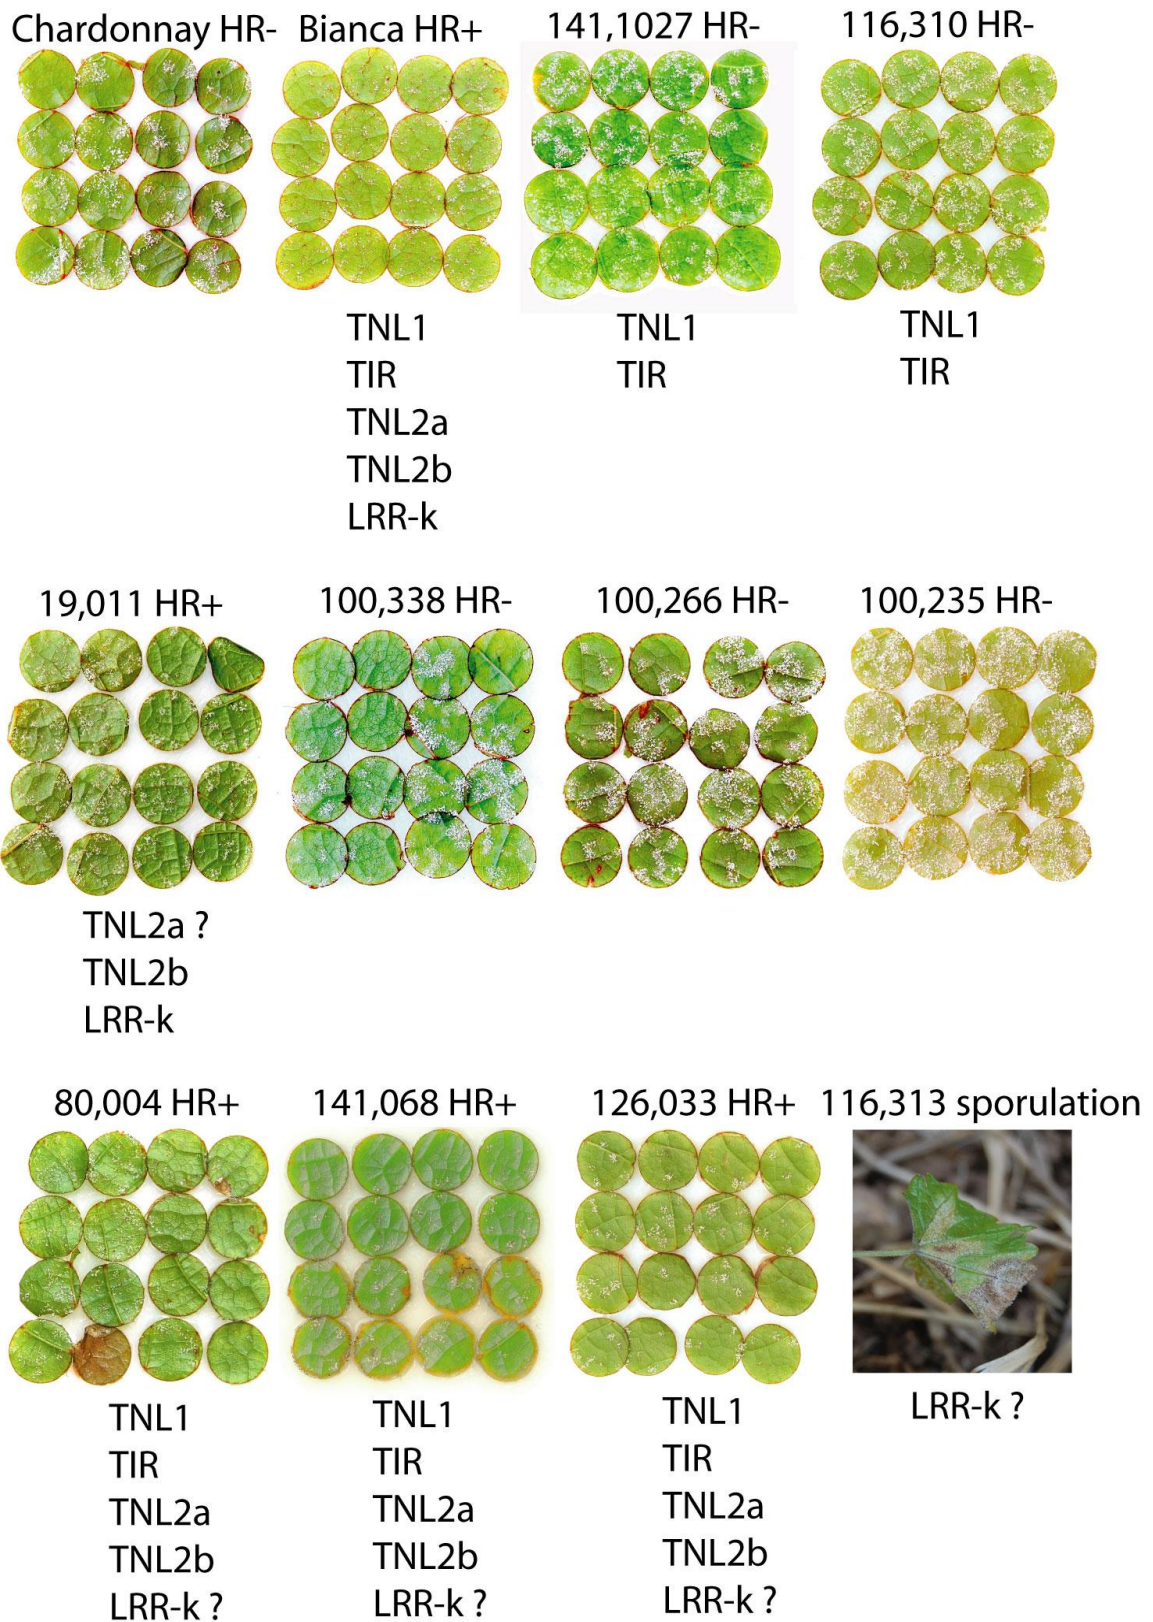 Chardonnay HR-
Bianca HR+
141,1027 HR-
116,310 HR-
TNL1
TIR
TNL2a
TNL2b
LRR-k
TNL1
TIR
TNL1
TIR
19,011 HR+
100,338 HR-
100,266 HR-
100,235 HR-
TNL2a ?
TNL2b
LRR-k
80,004 HR+
141,068 HR+
126,033 HR+
116,313 sporulation
TNL1
TIR
TNL2a
TNL2b
LRR-k ?
TNL1
TIR
TNL2a
TNL2b
LRR-k ?
TNL1
TIR
TNL2a
TNL2b
LRR-k ?
LRR-k ?